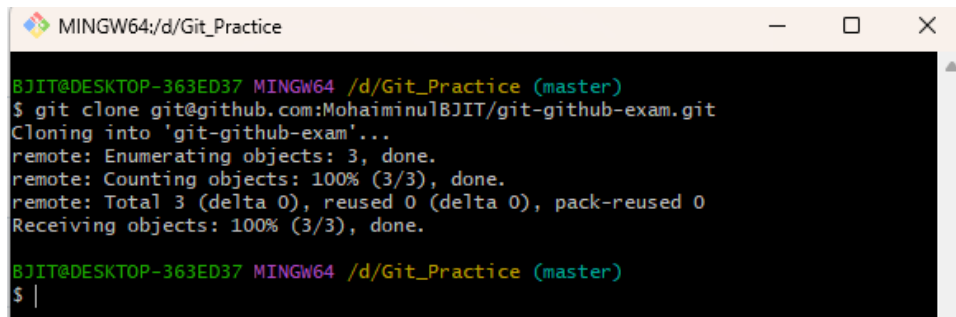 MINGW64:/d/Git_Practice
BJIT@DESKTOP-363ED37 MINGW64 /d/Git_Practice (master)
$ git clone git@github.com:MohaiminulBJIT/git-github-exam.git
Cloning into 'git-github-exam'...
remote: Enumerating objects: 3, done.
remote: Counting objects: 100% (3/3), done.
remote: Total 3 (delta 0), reused 0 (delta 0), pack-reused 0
Receiving objects: 100% (3/3), done.
BJIT@DESKTOP-363ED37 MINGW64 /d/Git_Practice (master)
$